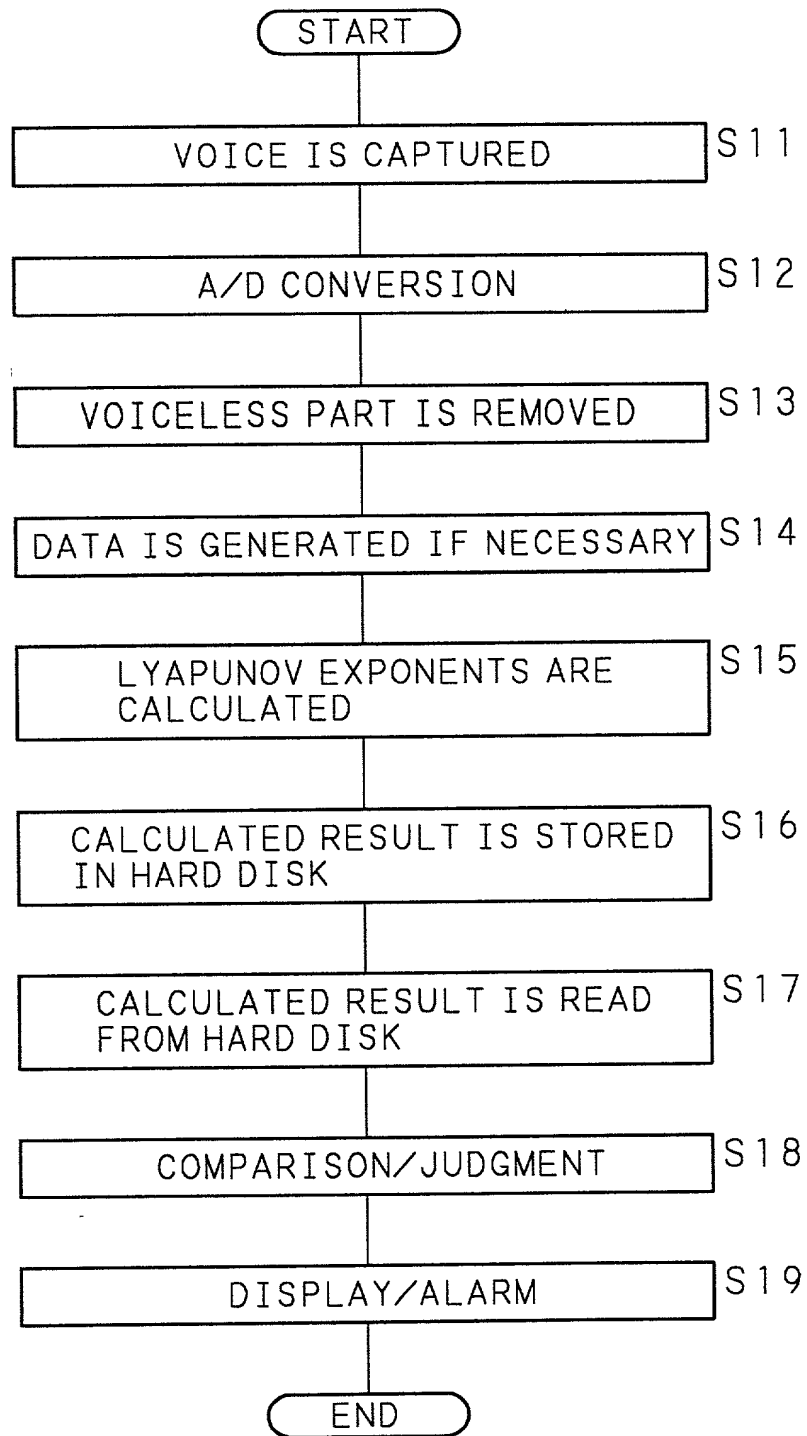 START
VOICE IS CAPTURED S11
A/D CONVERSION S12
VOICELESS PART IS REMOVED S13
DATA IS GENERATED IF NECESSARY S14
LYAPUNOV EXPONENTS ARE S15
CALCULATED
CALCULATED RESULT IS STORED S16
IN HARD DISK
CALCULATED RESULT IS READ S17
FROM HARD DISK
COMPARISON/JUDGMENT S18
DISPLAY/ALARM S19
END